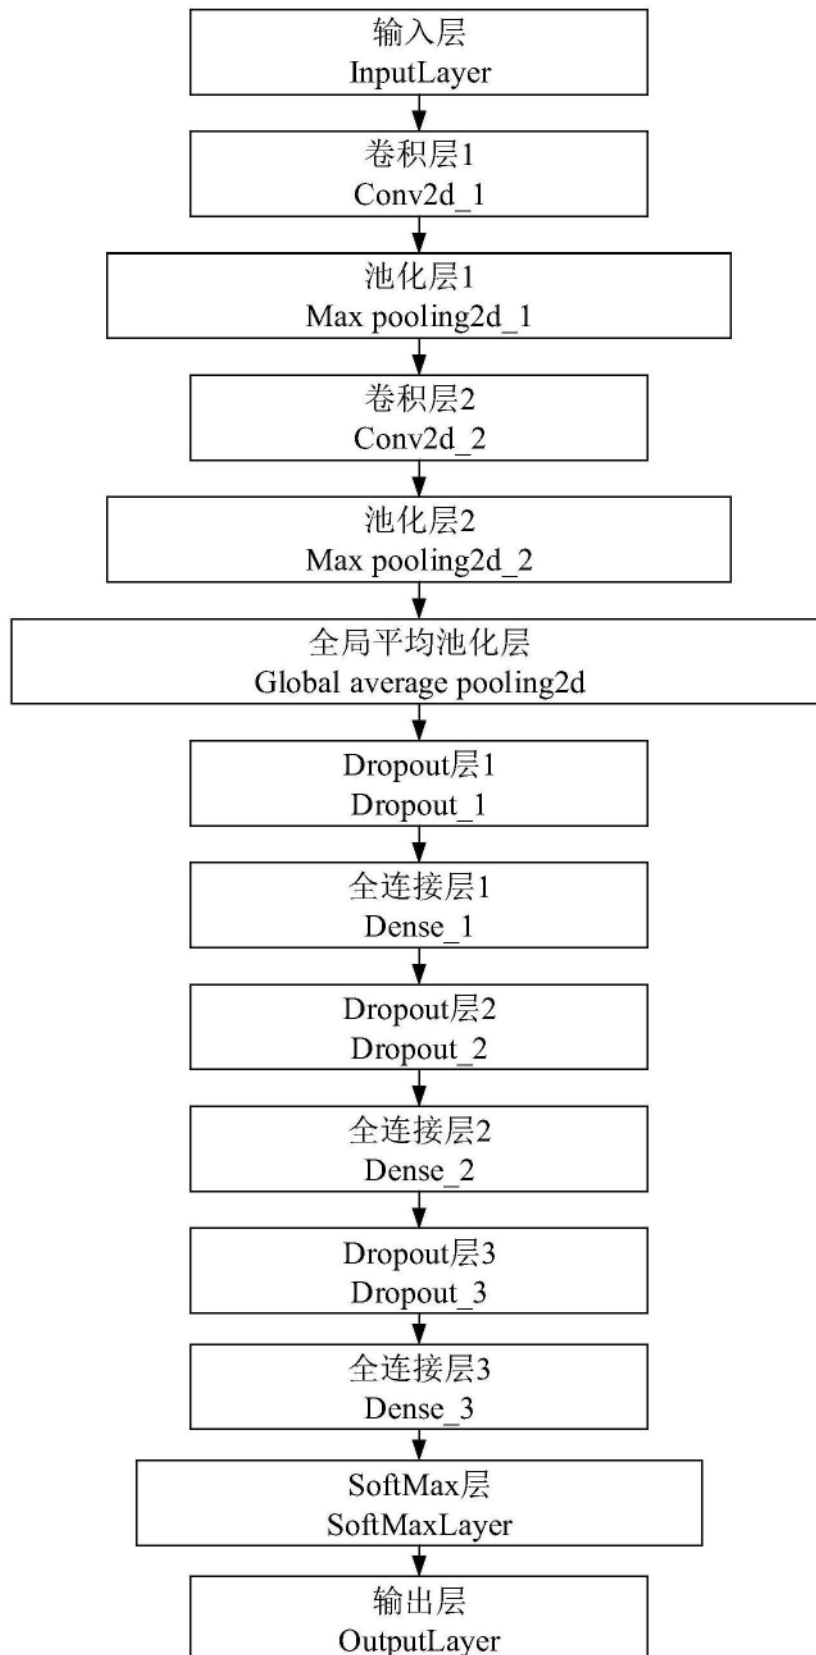 输入层
InputLayer
卷积层1
Conv2d_1
池化层1
Max pooling2d_1
卷积层2
Conv2d_2
池化层2
Max pooling2d_2
全局平均池化层
Global average pooling2d
Dropout层1
Dropout_1
全连接层1
Dense_1
Dropout层2
Dropout_2
全连接层2
Dense_2
Dropout层3
Dropout_3
全连接层3
Dense_3
SoftMax层
SoftMaxLayer
输出层
OutputLayer